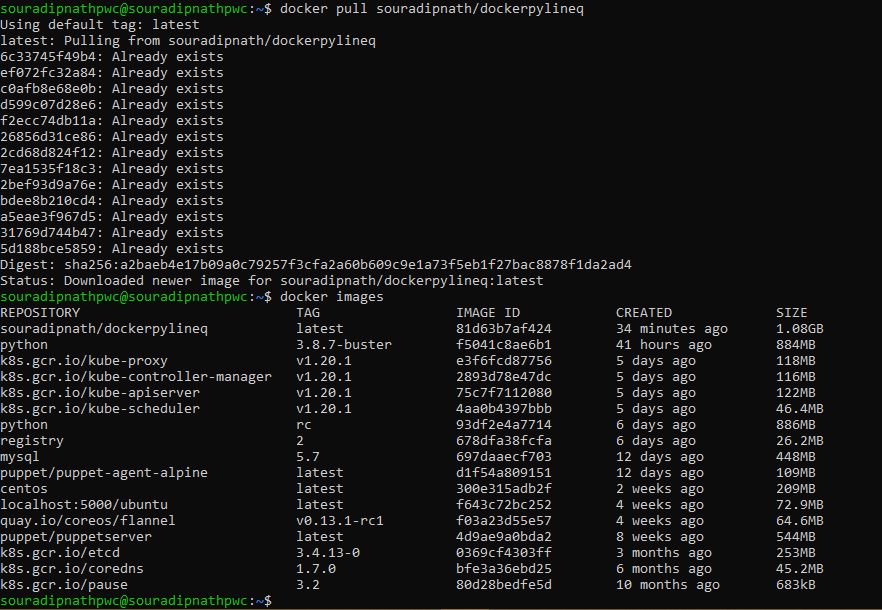 souradipnathpwc@souradipnathpwc:~$ docker pull souradipnath/dockerpylineq
Using default tag: latest
latest: Pulling from souradipnath/dockerpylineq
6c33745f49b4: Already exists
ef072fc32a84: Already exists
c0afb8e68e0b: Already exists
d599c07d28e6: Already exists
f2ecc74db11a: Already exists
26856d31ce86: Already exists
2cd68d824f12: Already exists
7ea1535f18c3: Already exists
2bef93d9a76e: Already exists
bdee8b210cd4: Already exists
a5eae3f967d5: Already exists
31769d744b47: Already exists
5d188bce5859: Already exists
Digest: sha256:a2baeb4e17b09a0c79257f3cfa2a60b609c9e1a73f5eb1f27bac8878f1da2ad4
Status: Downloaded newer image for souradipnath/dockerpylineq:latest
souradipnathpwc@souradipnathpwc:~$ docker images
REPOSITORY TAG IMAGE ID CREATED SIZE
souradipnath/dockerpylineq latest 81d63b7af424 34 minutes ago 1.08GB
python 3.8.7-buster f5041c8ae6b1 41 hours ago 884MB
k8s.gcr.io/kube-proxy v1.20.1 e3f6fcd87756 5 days ago 118MB
k8s.gcr.io/kube-controller-manager v1.20.1 2893d78e47dc 5 days ago 116MB
k8s.gcr.io/kube-apiserver v1.20.1 75c7f7112080 5 days ago 122MB
k8s.gcr.io/kube-scheduler v1.20.1 4aa0b4397bbb 5 days ago 46.4MB
python rc 93df2e4a7714 6 days ago 886MB
registry 2 678dfa38fcfa 6 days ago 26.2MB
mysql 5.7 697daaecf703 12 days ago 448MB
puppet/puppet-agent-alpine latest d1f54a809151 12 days ago 109MB
centos latest 300e315adb2f 2 weeks ago 209MB
localhost:5000/ubuntu latest f643c72bc252 4 weeks ago 72.9MB
quay.io/coreos/flannel v0.13.1-rc1 f03a23d55e57 4 weeks ago 64.6MB
puppet/puppetserver latest 4d9ae9a0bda2 8 weeks ago 544MB
k8s.gcr.io/etcd 3.4.13-0 0369cf4303ff 3 months ago 253MB
k8s.gcr.io/coredns 1.7.0 bfe3a36ebd25 6 months ago 45.2MB
k8s.gcr.io/pause 3.2 80d28bedfe5d 10 months ago 683kB
souradipnathpwc@souradipnathpwc:~$